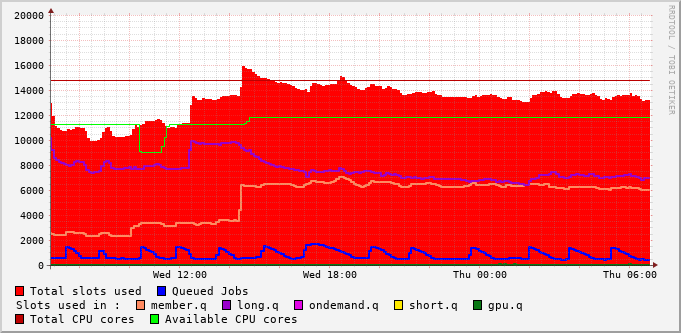 20000
18000
16000
14000
12000
10000
8000
6000
4000
2000
0
Wed 12:00 Wed 18:00 Thu 00:00 Thu 06:00
Total slots used Queued Jobs
Slots used in : member.q long.q ondemand.q short.q gpu.q
Total CPU cores Available CPU cores
RRDTOOL / TOBI OETIKER